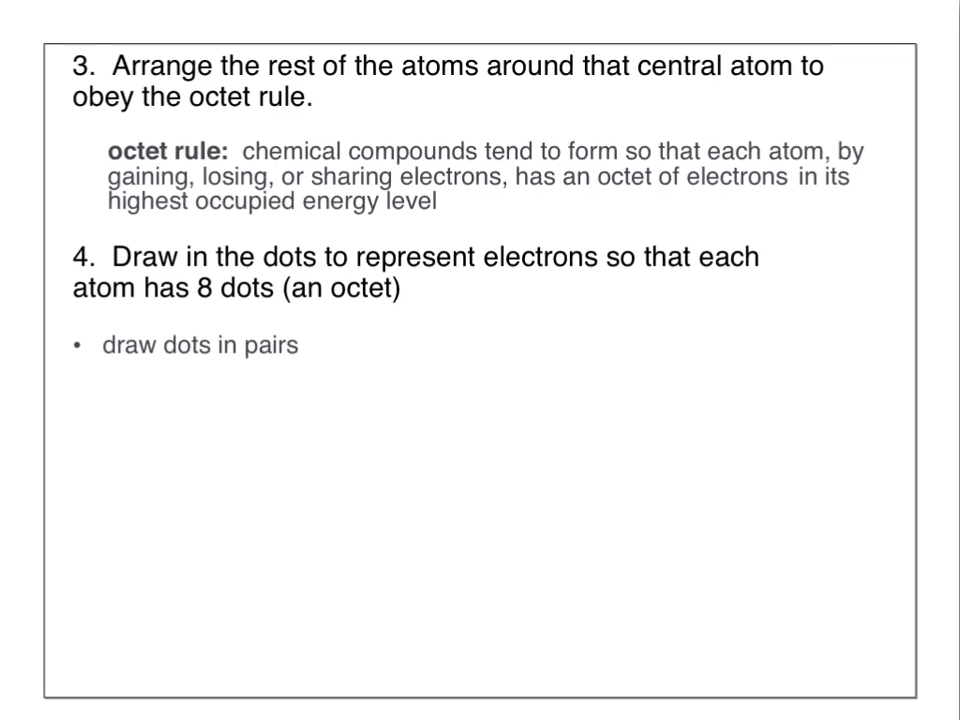 3. Arrange the rest of the atoms around that central atom to
obey the octet rule.
octet rule: chemical compounds tend to form so that each atom, by
gaining, losing, or sharing electrons, has an octet of electrons in its
highest occupied energy level
4. Draw in the dots to represent electrons so that each
atom has 8 dots (an octet)
• draw dots in pairs